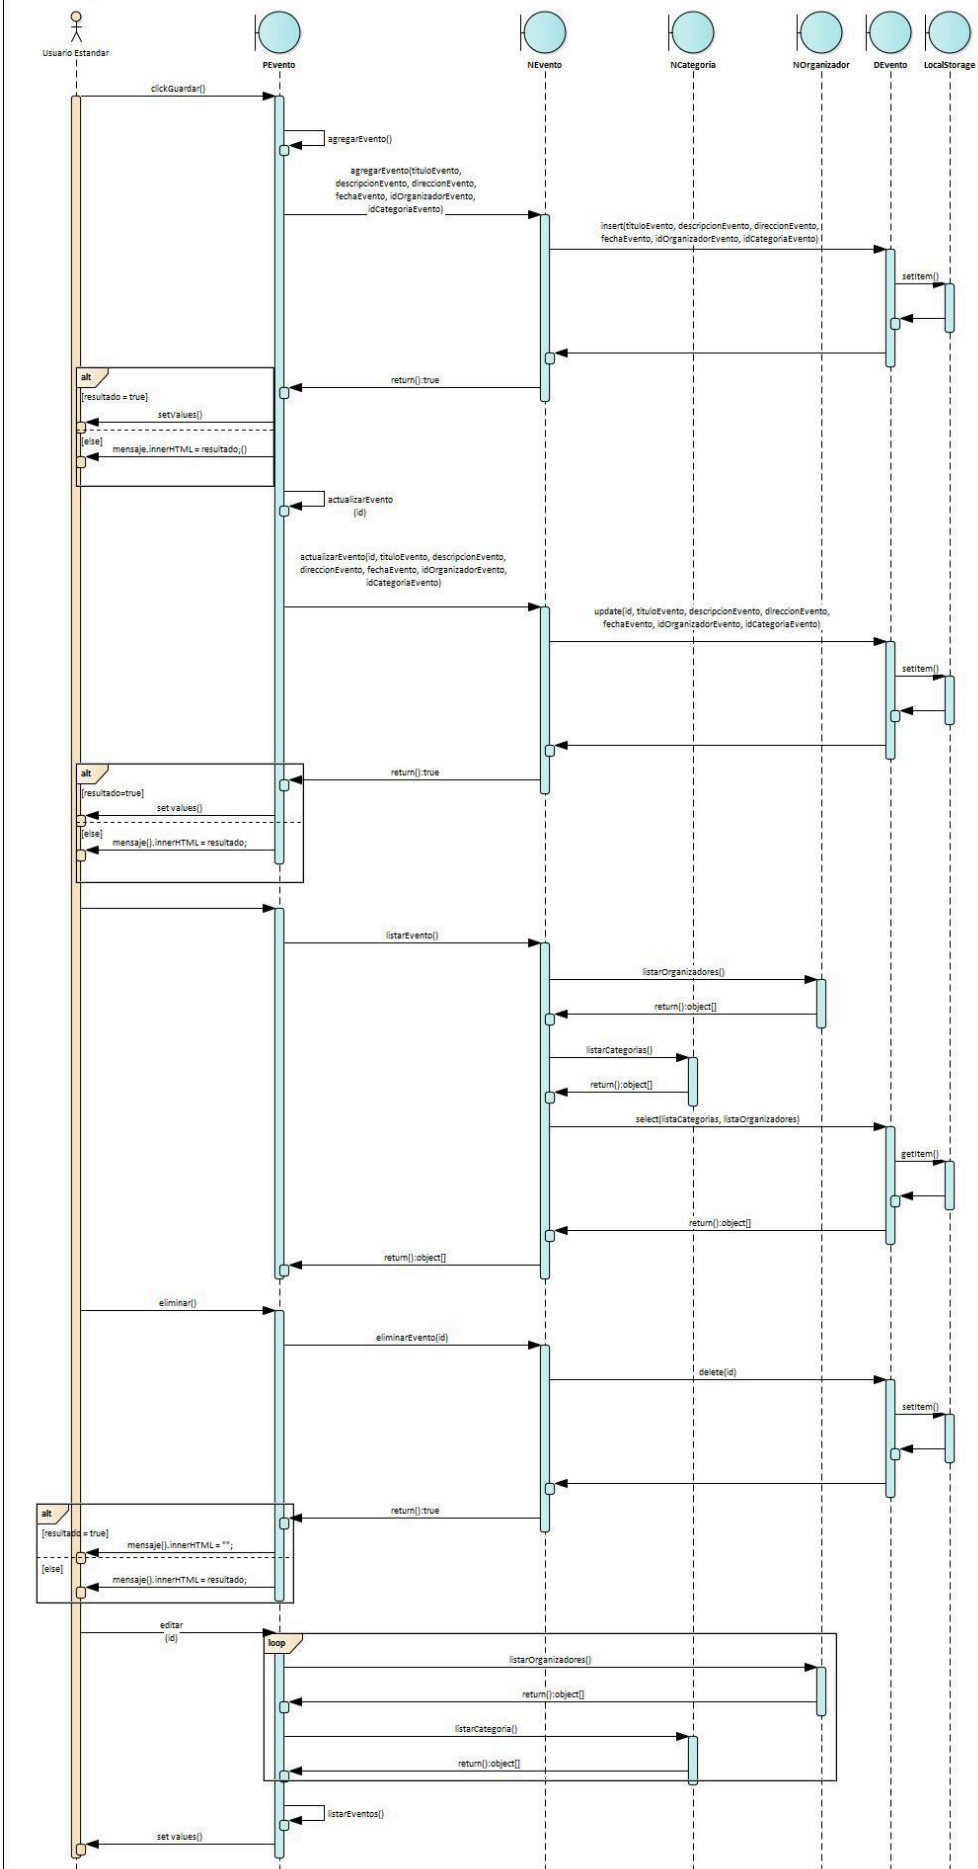 Usuario Estandar
PEvento
NEvento
NCategoria
NOrganizador
DEvento
LocalStorage
clickGuardar()
agregarEvento()
agregarEvento(tituloEvento,
descripcionEvento, direccionEvento,
fechaEvento, idOrganizadorEvento,
idCategoriaEvento)
insert(tituloEvento, descripcionEvento, direccionEvento,
fechaEvento, idOrganizadorEvento, idCategoriaEvento)
setItem()
return():true
alt
[resultado = true]
setValues()
[else]
mensaje.innerHTML = resultado;()
actualizarEvento
(id)
actualizarEvento(id, tituloEvento, descripcionEvento,
direccionEvento, fechaEvento, idOrganizadorEvento,
idCategoriaEvento)
update(id, tituloEvento, descripcionEvento, direccionEvento,
fechaEvento, idOrganizadorEvento, idCategoriaEvento)
setItem()
return():true
alt
[resultado=true]
set values()
[else]
mensaje().innerHTML = resultado;
listarEvento()
listarOrganizadores()
return():object[]
listarCategorias()
return():object[]
select(listaCategorias, listaOrganizadores)
getItem()
return():object[]
return():object[]
eliminar()
eliminarEvento(id)
delete(id)
setItem()
return():true
alt
[resultado = true]
mensaje().innerHTML = "";
[else]
mensaje().innerHTML = resultado;
editar
(id)
loop
listarOrganizadores()
return():object[]
listarCategoria()
return():object[]
listarEventos()
set values()